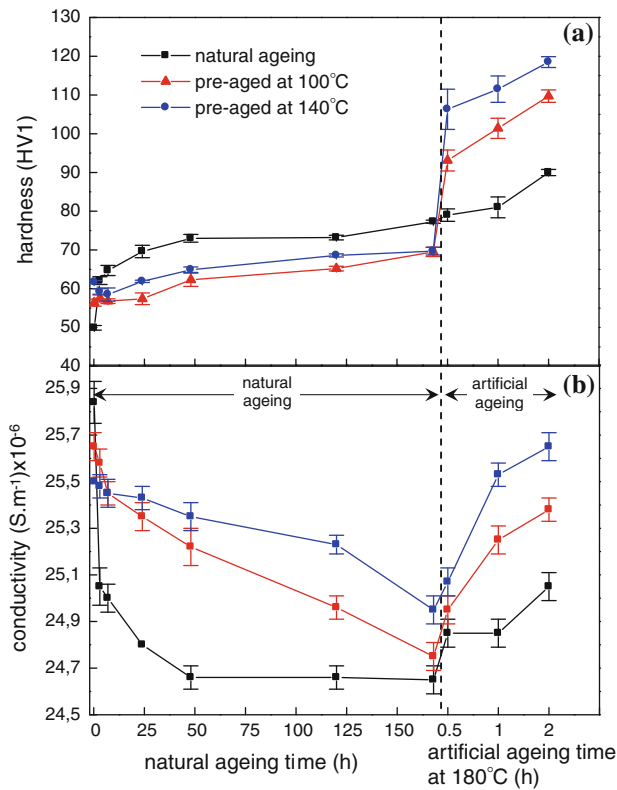 130
120
110
100
90
80
70
60
50
40
hardness (HV1)
(a)
natural ageing
pre-aged at 100°C
pre-aged at 140°C
25,9
25,7
25,5
25,3
25,1
24,9
24,7
24,5
conductivity (S.m⁻¹)x10⁻⁶
natural
ageing
artificial
ageing
(b)
0 25 50 75 100 125 150 0.5 1 2
natural ageing time (h)
artificial ageing time
at 180°C (h)